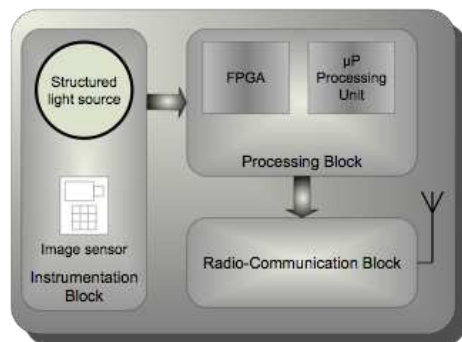 Structured
light source
Image sensor
Instrumentation
Block
FPGA
µP
Processing
Unit
Processing Block
Radio-Communication Block